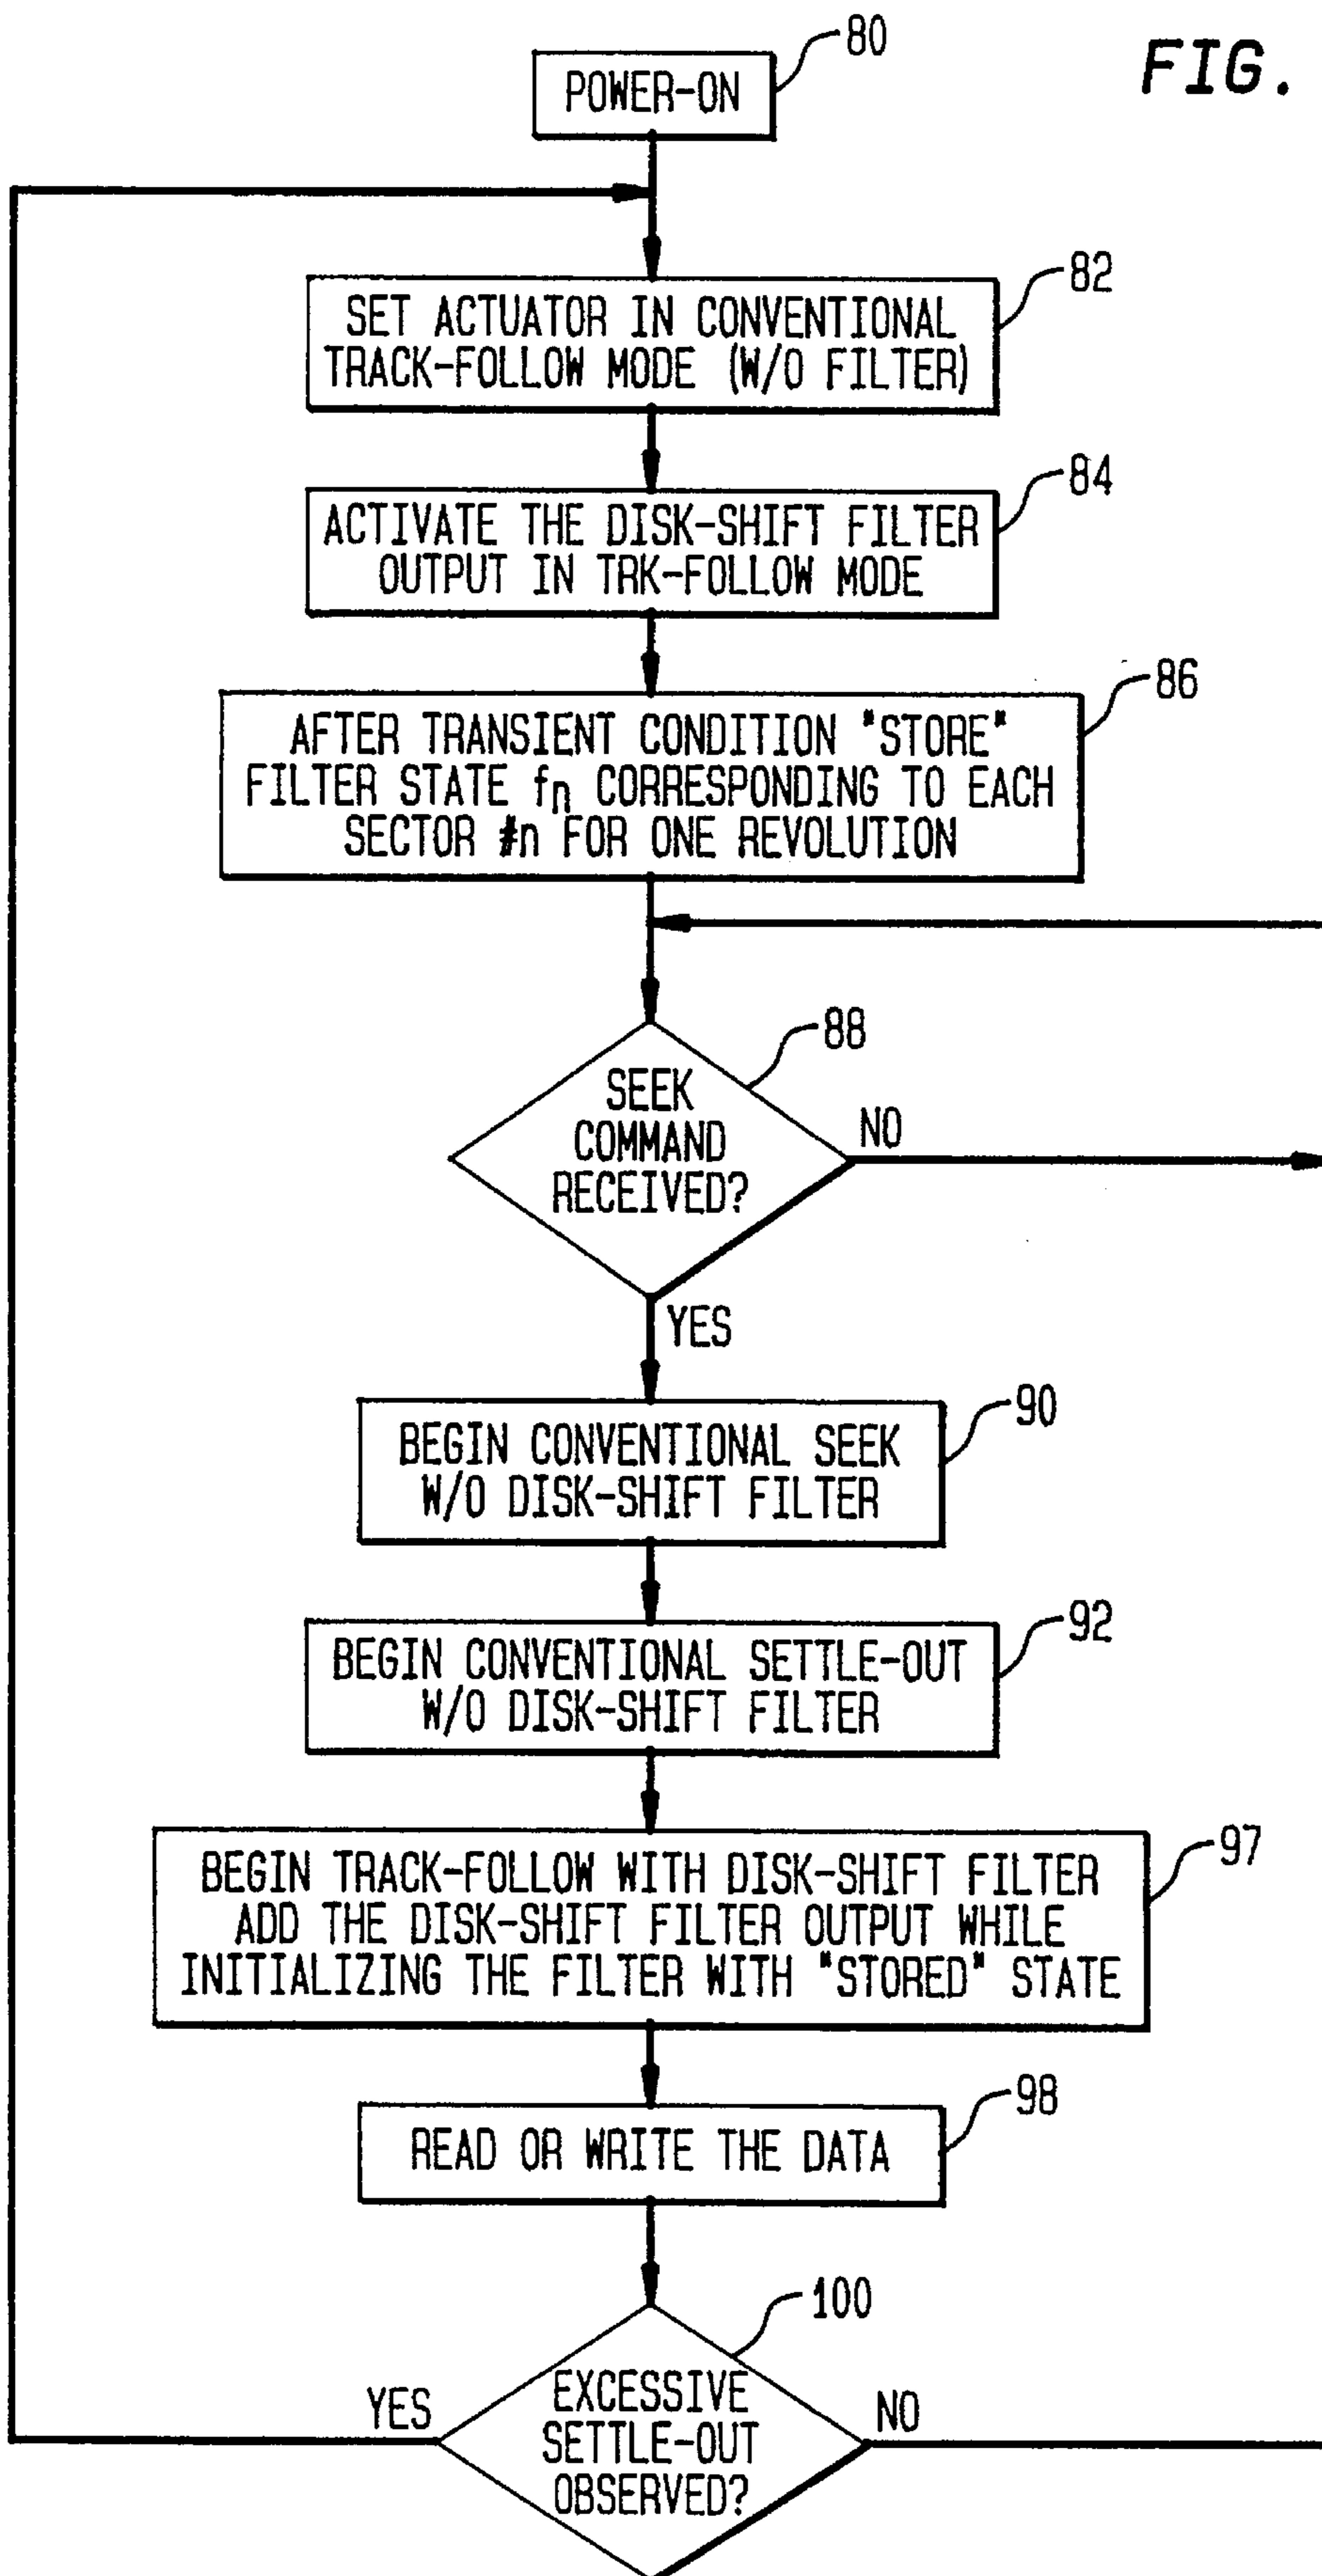 FIG.
80
POWER-ON
82
SET ACTUATOR IN CONVENTIONAL
TRACK-FOLLOW MODE (W/O FILTER)
84
ACTIVATE THE DISK-SHIFT FILTER
OUTPUT IN TRK-FOLLOW MODE
86
AFTER TRANSIENT CONDITION "STORE"
FILTER STATE fn CORRESPONDING TO EACH
SECTOR #n FOR ONE REVOLUTION
88
SEEK
COMMAND
RECEIVED?
NO
YES
90
BEGIN CONVENTIONAL SEEK
W/O DISK-SHIFT FILTER
92
BEGIN CONVENTIONAL SETTLE-OUT
W/O DISK-SHIFT FILTER
97
BEGIN TRACK-FOLLOW WITH DISK-SHIFT FILTER
ADD THE DISK-SHIFT FILTER OUTPUT WHILE
INITIALIZING THE FILTER WITH "STORED" STATE
98
READ OR WRITE THE DATA
100
YES
EXCESSIVE
SETTLE-OUT
OBSERVED?
NO